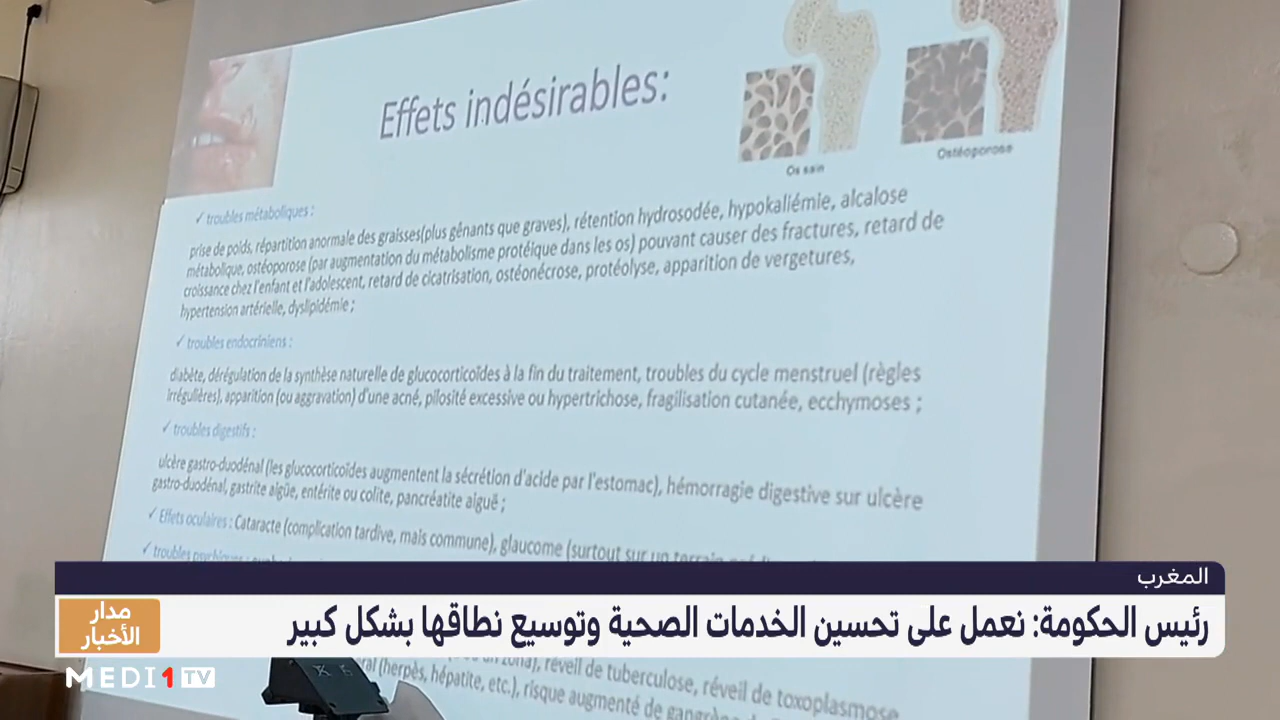 Effets indésirables:
Os sain
Ostéoporose
✓ troubles métaboliques :
prise de poids, répartition anormale des graisses(plus gênants que graves), rétention hydrosodée, hypokaliémie, alcalose
métabolique, ostéoporose (par augmentation du métabolisme protéique dans les os) pouvant causer des fractures, retard de
croissance chez l'enfant et l'adolescent, retard de cicatrisation, ostéonécrose, protéolyse, apparition de vergetures,
hypertension artérielle, dyslipidémie ;
✓ troubles endocriniens :
diabète, dérégulation de la synthèse naturelle de glucocorticoïdes à la fin du traitement, troubles du cycle menstruel (règles
irrégulières), apparition (ou aggravation) d'une acné, pilosité excessive ou hypertrichose, fragilisation cutanée, ecchymoses ;
✓ troubles digestifs :
ulcère gastro-duodénal (les glucocorticoïdes augmentent la sécrétion d'acide par l'estomac), hémorragie digestive sur ulcère
gastro-duodénal, gastrite aigüe, entérite ou colite, pancréatite aiguë ;
✓ Effets oculaires : Cataracte (complication tardive, mais commune), glaucome (surtout sur un terrain
✓ troubles psychiques :
المغرب
رئيس الحكومة: نعمل على تحسين الخدمات الصحية وتوسيع نطاقها بشكل كبير
مدار
الأخبار
MEDI1 TV
zona), réveil de tuberculose, réveil de toxoplasmose
(herpès, hépatite, etc.), risque augmenté de